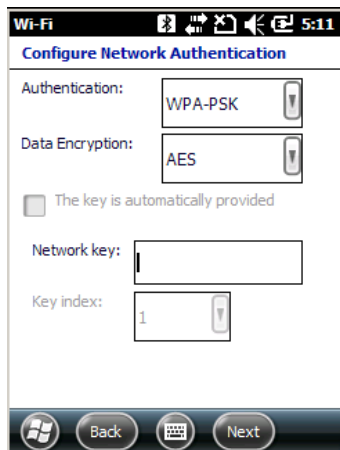 Wi-Fi 5:11
Configure Network Authentication
Authentication: WPA-PSK
Data Encryption: AES
The key is automatically provided
Network key:
Key index: 1
Back Next